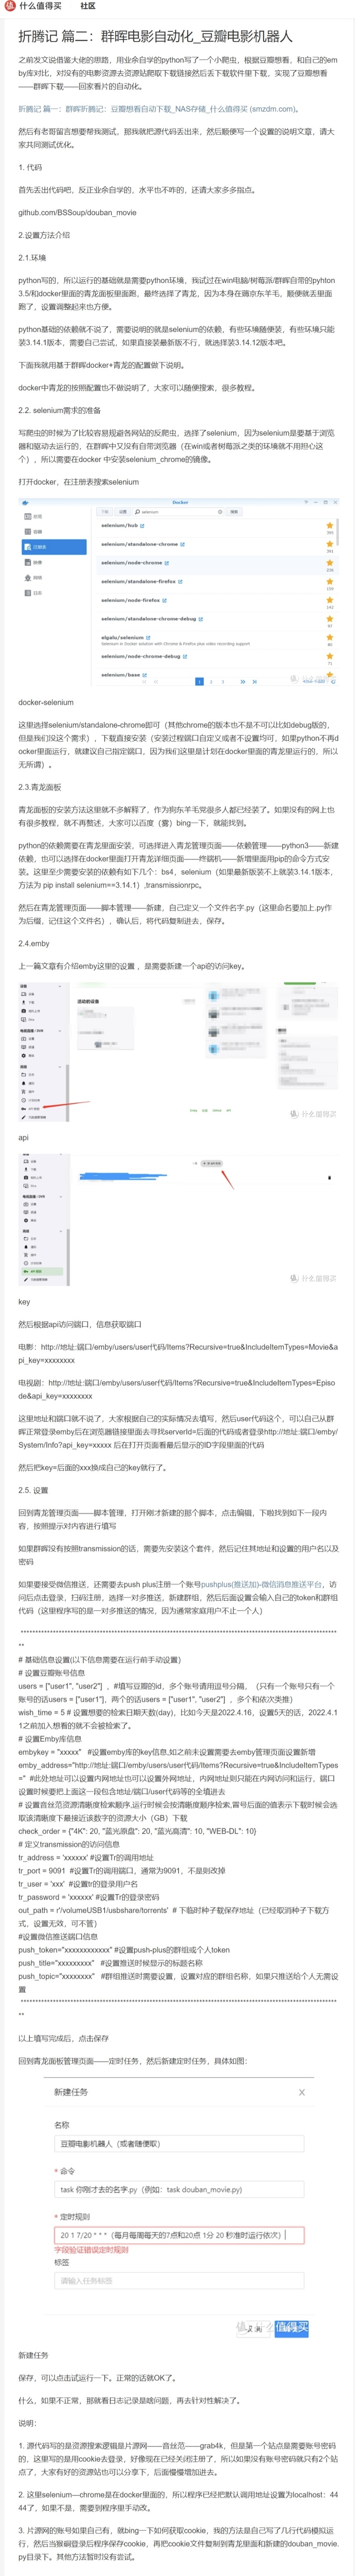 什么值得买 社区
折腾记 篇二：群晖电影自动化_豆瓣电影机器人
之前发文说借鉴大佬的思路，用业余自学的python写了一个小爬虫，根据豆瓣想看，和自己的em
by库对比，对没有的电影资源去资源站爬取下载链接然后丢下载软件里下载，实现了豆瓣想看
——群晖下载——回家看片的自动化。
折腾记 篇一：群晖折腾记：豆瓣想看自动下载_NAS存储_什么值得买 (smzdm.com)。
然后有老哥留言想要帮我测试，那我就把源代码丢出来，然后顺便写一个设置的说明文章，请大
家共同测试优化。
1. 代码
首先丢出代码吧，反正业余自学的，水平也不咋的，还请大家多多指点。
github.com/BSSoup/douban_movie
2.设置方法介绍
2.1.环境
python写的，所以运行的基础就是需要python环境，我试过在win电脑/树莓派/群晖自带的phyton
3.5/和docker里面的青龙面板里面跑，最终选择了青龙，因为本身在薅京东羊毛，顺便就丢里面
跑了，设置调整起来也方便。
python基础的依赖就不说了，需要说明的就是selenium的依赖，有些环境随便装，有些环境只能
装3.14.1版本，需要自己尝试，如果直接装最新版不行，就选择装3.14.12版本吧。
下面我就用基于群晖docker+青龙的配置做下说明。
docker中青龙的按照配置也不做说明了，大家可以随便搜索，很多教程。
2.2. selenium需求的准备
写爬虫的时候为了比较容易规避各网站的反爬虫，选择了selenium，因为selenium是要基于浏览
器和驱动去运行的，在群晖中又没有自带浏览器（在win或者树莓派之类的环境就不用担心这
个），所以需要在docker 中安装selenium_chrome的镜像。
打开docker，在注册表搜索selenium
Docker
selenium
selenium/hub
selenium/standalone-chrome
selenium/node-chrome
selenium/standalone-firefox
selenium/node-firefox
selenium/standalone-chrome-debug
elgalu/selenium
selenium/node-chrome-debug
selenium/base
docker-selenium
这里选择selenium/standalone-chrome即可（其他chrome的版本也不是不可以比如debug版的，
但是我们没这个需求），下载直接安装（安装过程端口自定义或者不设置均可，如果python不再d
ocker里面运行，就建议自己指定端口，因为我们这里是计划在docker里面的青龙里运行的，所以
无所谓）。
2.3.青龙面板
青龙面板的安装方法这里就不多解释了，作为狗东羊毛党很多人都已经装了。如果没有的网上也
有很多教程，就不再赘述，大家可以百度（雾）bing一下，就能找到。
python的依赖需要在青龙里面安装，可选择进入青龙管理页面——依赖管理——python3——新建
依赖，也可以选择在docker里面打开青龙详细页面——终端机——新增里面用pip的命令方式安
装。这里至少需要安装的依赖有如下几个：bs4，selenium（如果最新版装不上就装3.14.1版本，
方法为 pip install selenium==3.14.1）,transmissionrpc。
然后在青龙管理页面——脚本管理——新建，自己定义一个文件名字.py（这里命名要加上.py作
为后缀，记住这个文件名），确认后，将代码复制进去，保存。
2.4.emby
上一篇文章有介绍emby这里的设置 ，是需要新建一个api的访问key。
什么值得买
api
什么值得买
key
然后根据api访问端口，信息获取端口
电影：http://地址:端口/emby/users/user代码/Items?Recursive=true&IncludeItemTypes=Movie&a
pi_key=xxxxxxxx
电视剧：http://地址:端口/emby/users/user代码/Items?Recursive=true&IncludeItemTypes=Episo
de&api_key=xxxxxxxx
这里地址和端口就不说了，大家根据自己的实际情况去填写，然后user代码这个，可以自己从群
晖正常登录emby后在浏览器链接里面去寻找serverId=后面的代码或者登录http://地址:端口/emby/
System/Info?api_key=xxxxx 后在打开页面看最后显示的ID字段里面的代码
然后把key=后面的xxx换成自己的key就行了。
2.5. 设置
回到青龙管理页面——脚本管理，打开刚才新建的那个脚本，点击编辑，下啦找到如下一段内
容，按照提示对内容进行填写
如果群晖没有按照transmission的话，需要先安装这个套件，然后记住其地址和设置的用户名以及
密码
如果要接受微信推送，还需要去push plus注册一个账号pushplus(推送加)-微信消息推送平台，访
问后点击登录，扫码注册，选择一对多推送，新建群组，然后后面设置会输入自己的token和群组
代码（这里程序写的是一对多推送的情况，因为通常家庭用户不止一个人）
**
# 基础信息设置(以下信息需要在运行前手动设置)
# 设置豆瓣账号信息
users = ["user1", "user2"] ，#填写豆瓣的Id，多个账号请用逗号分隔，（只有一个账号只有一个
账号的话users = ["user1"]，两个的话users = ["user1", "user2"] ，多个和依次类推）
wish_time = 5 # 设置想要的检索日期天数(day)，比如今天是2022.4.16，设置5天的话，2022.4.1
1之前加入想看的就不会被检索了。
# 设置Emby库信息
embykey = "xxxxx" #设置emby库的key信息,如之前未设置需要去emby管理页面设置新增
emby_address="http://地址:端口/emby/users/user代码/Items?Recursive=true&IncludeItemTypes
=" #此处地址可以设置内网地址也可以设置外网地址，内网地址则只能在内网访问和运行，端口
设置时候要把上面这一段包含地址/端口/user代码等的全填进去
# 设置音丝范资源清晰度检索顺序,运行时候会按清晰度顺序检索,冒号后面的值表示下载时候会选
取该清晰度下最接近该数字的资源大小（GB）下载
check_order = {"4K": 20, "蓝光原盘": 20, "蓝光高清": 10, "WEB-DL": 10}
# 定义transmission的访问信息
tr_address = 'xxxxxx' #设置Tr的调用地址
tr_port = 9091 #设置Tr的调用端口，通常为9091，不是则改掉
tr_user = 'xxx' #设置tr的登录用户名
tr_password = 'xxxxxx' #设置Tr的登录密码
out_path = r'/volumeUSB1/usbshare/torrents' # 下临时种子载保存地址（已经取消种子下载方
式，设置无效，可不管）
#设置微信推送端口信息
push_token="xxxxxxxxxxxx" #设置push-plus的群组或个人token
push_title="xxxxxxxxx" #设置推送时候显示的标题名称
push_topic="xxxxxxxx" #群组推送时需要设置，设置对应的群组名称，如果只推送给个人无需设
置
**
以上填写完成后，点击保存
回到青龙面板管理页面——定时任务，然后新建定时任务，具体如图：
新建任务 X
名称
豆瓣电影机器人（或者随便取）
* 命令
task 你刚才去的名字.py（例如：task douban_movie.py)
* 定时规则
20 1 7/20 * * *（每月每周每天的7点和20点 1分 20 秒准时运行依次）
字段验证错误定时规则
标签
请输入任务标签
什么值得买
新建任务
保存，可以点击试运行一下。正常的话就OK了。
什么，如果不正常，那就看日志记录是啥问题，再去针对性解决了。
说明：
1. 源代码写的是资源搜索逻辑是片源网——音丝范——grab4k，但是第一个站点是需要账号密码
的，这里写的是用cookie去登录，好像现在已经关闭注册了，所以如果没有账号密码就只有2个站
点了，大家有好的资源站也可以分享下，后面慢慢增加进去。
2. 这里selenium—chrome是在docker里面的，所以程序已经把默认调用地址设置为localhost：44
44了，如果不是，需要到程序里手动改。
3. 片源网的账号如果自己有，就bing一下如何获取cookie，我的方法是自己写了几行代码模拟运
行，然后当躲嗣登录后程序保存cookie，再把cookie文件复制到青龙里面和新建的douban_movie.
py目录下。其他方法暂时没有尝试。